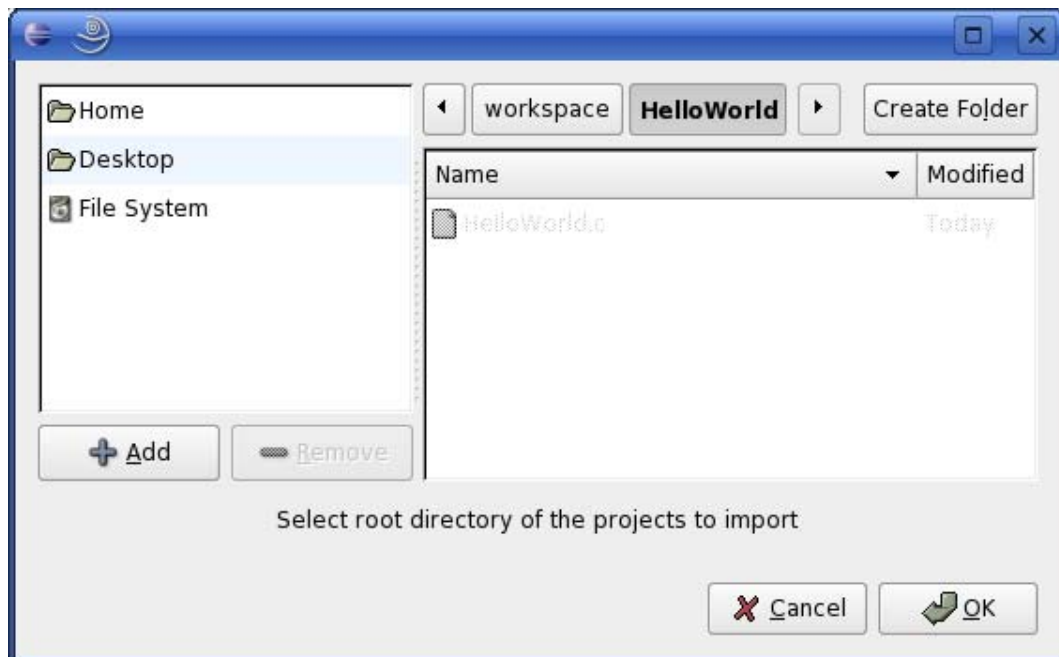 Home
Desktop
File System
workspace HelloWorld Create Folder
Name Modified
HelloWorld.c Today
Add Remove
Select root directory of the projects to import
Cancel OK